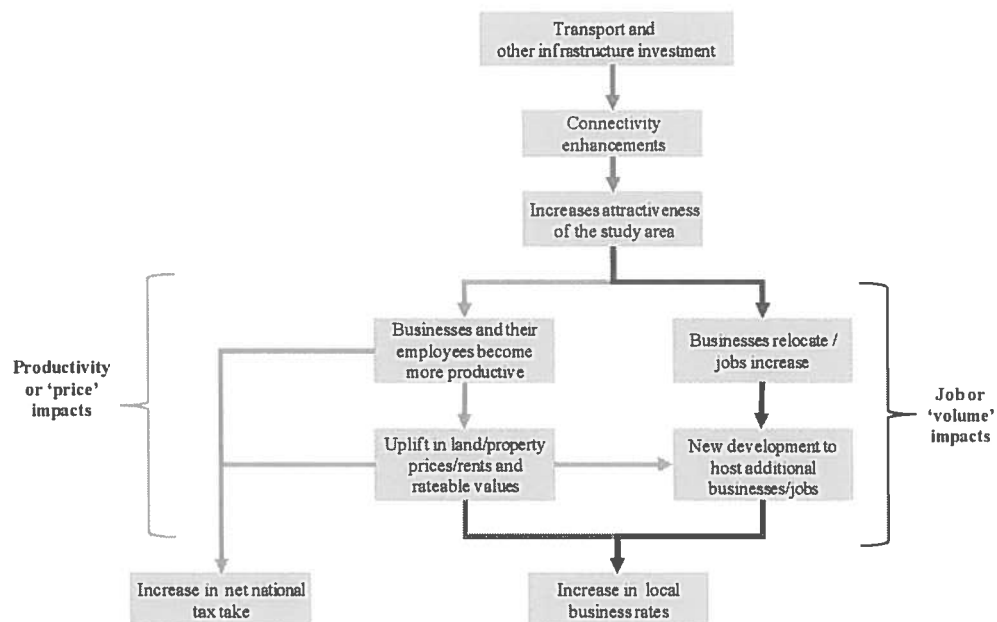 Transport and
other infrastructure investment
Connectivity
enhancements
Increases attractiveness
of the study area
Businesses and their
employees become
more productive
Businesses relocate /
jobs increase
Productivity
or 'price'
impacts
Job or
'volume'
impacts
Uplift in land/property
prices/rents and
rateable values
New development to
host additional
businesses/jobs
Increase in net national
tax take
Increase in local
business rates